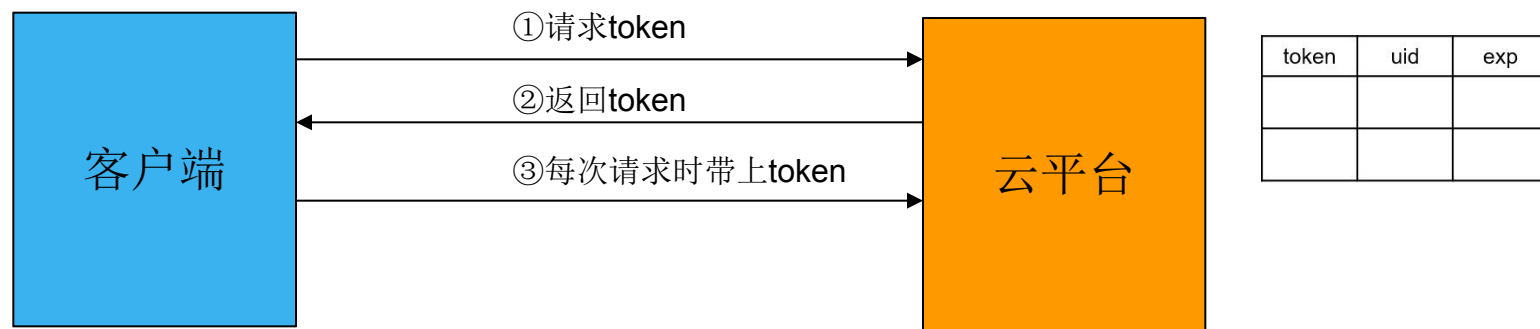 ①请求token
②返回token
③每次请求时带上token
客户端
云平台
token uid exp